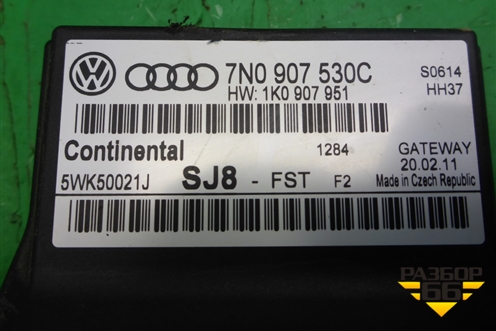 7N0 907 530C
HW: 1K0 907 951
S0614
HH37
Continental
1284
GATEWAY
20.02.11
5WK50021J
SJ8 - FST F2
Made in Czech Republic
РАЗБОР
66